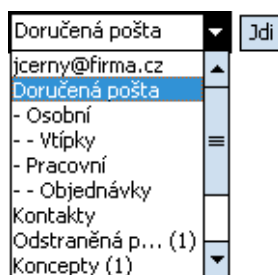 Doručená pošta
Jdi
jcerny@firma.cz
Doručená pošta
- Osobní
- - Vtípky
- Pracovní
- - Objednávky
Kontakty
Odstraněná p... (1)
Koncepty (1)